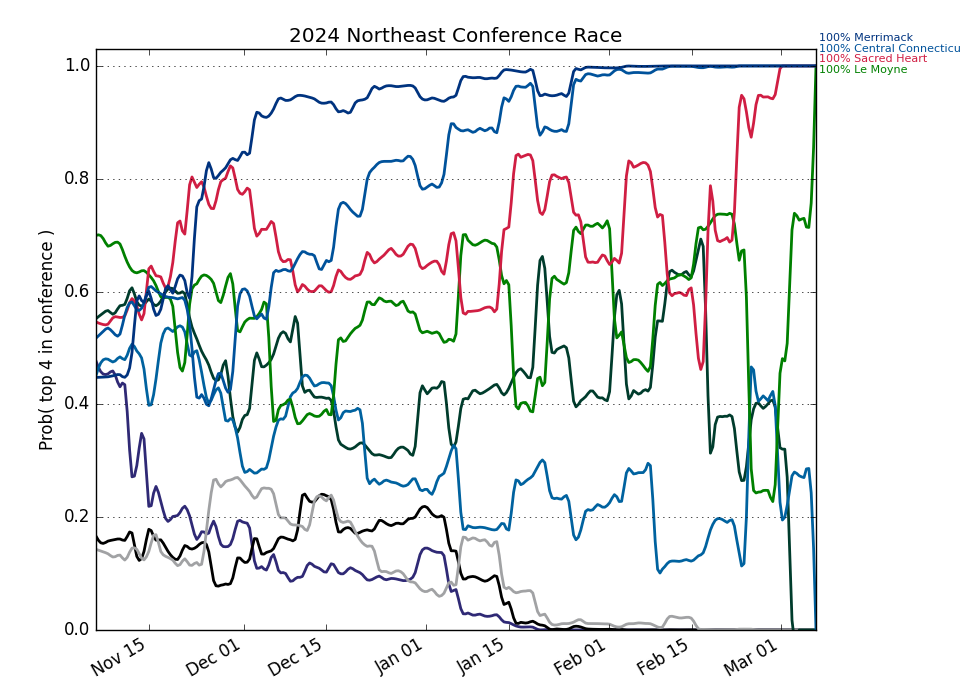 2024 Northeast Conference Race
100% Merrimack
100% Central Connecticu
100% Sacred Heart
100% Le Moyne
Prob( top 4 in conference )
1.0
0.8
0.6
0.4
0.2
0.0
Nov 15
Dec 01
Dec 15
Jan 01
Jan 15
Feb 01
Feb 15
Mar 01